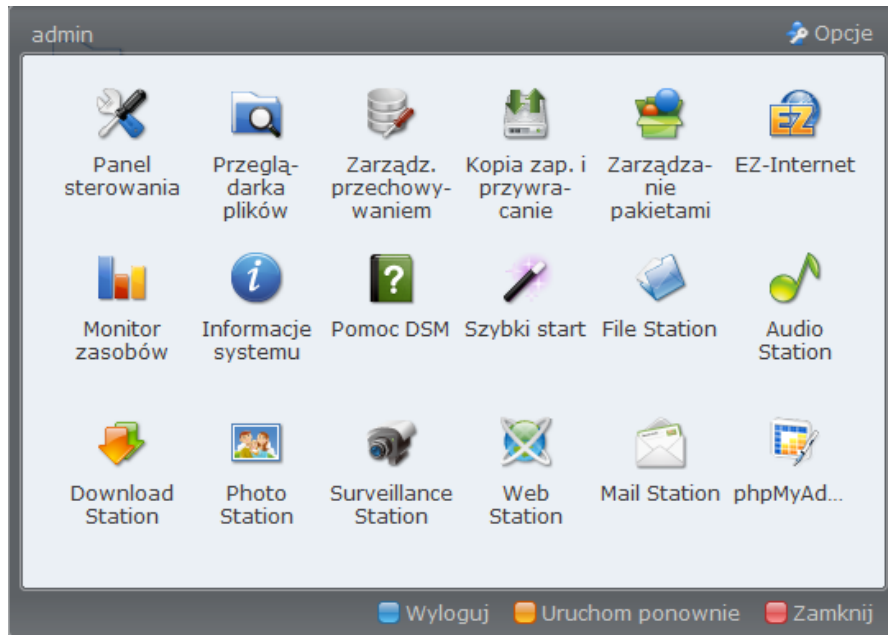 admin
Opcje
Panel
sterowania
Przeglą-
darka
plików
Zarządz.
przechowy-
waniem
Kopia zap. i
przywra-
canie
Zarządza-
nie
pakietami
EZ
EZ-Internet
Monitor
zasobów
i
Informacje
systemu
?
Pomoc DSM
Szybki start
File Station
Audio
Station
Download
Station
Photo
Station
Surveillance
Station
Web
Station
Mail Station
phpMyAd...
Wyloguj
Uruchom ponownie
Zamknij